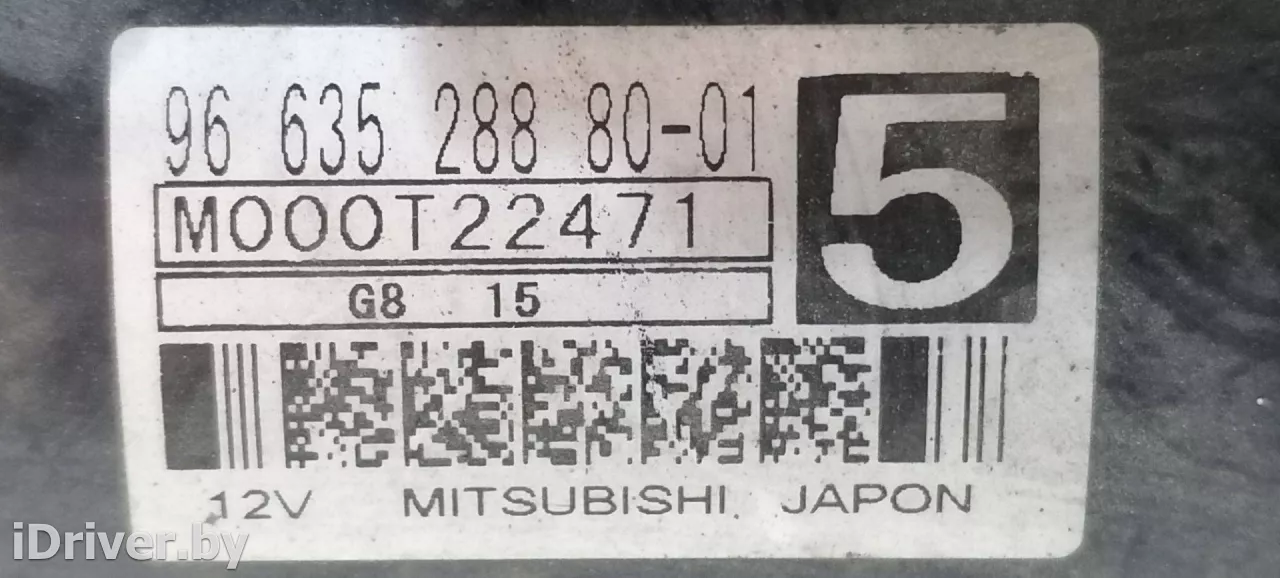 96 635 288 80-01
5
M000T22471
G8 15
12V MITSUBISHI JAPON
iDriver.by